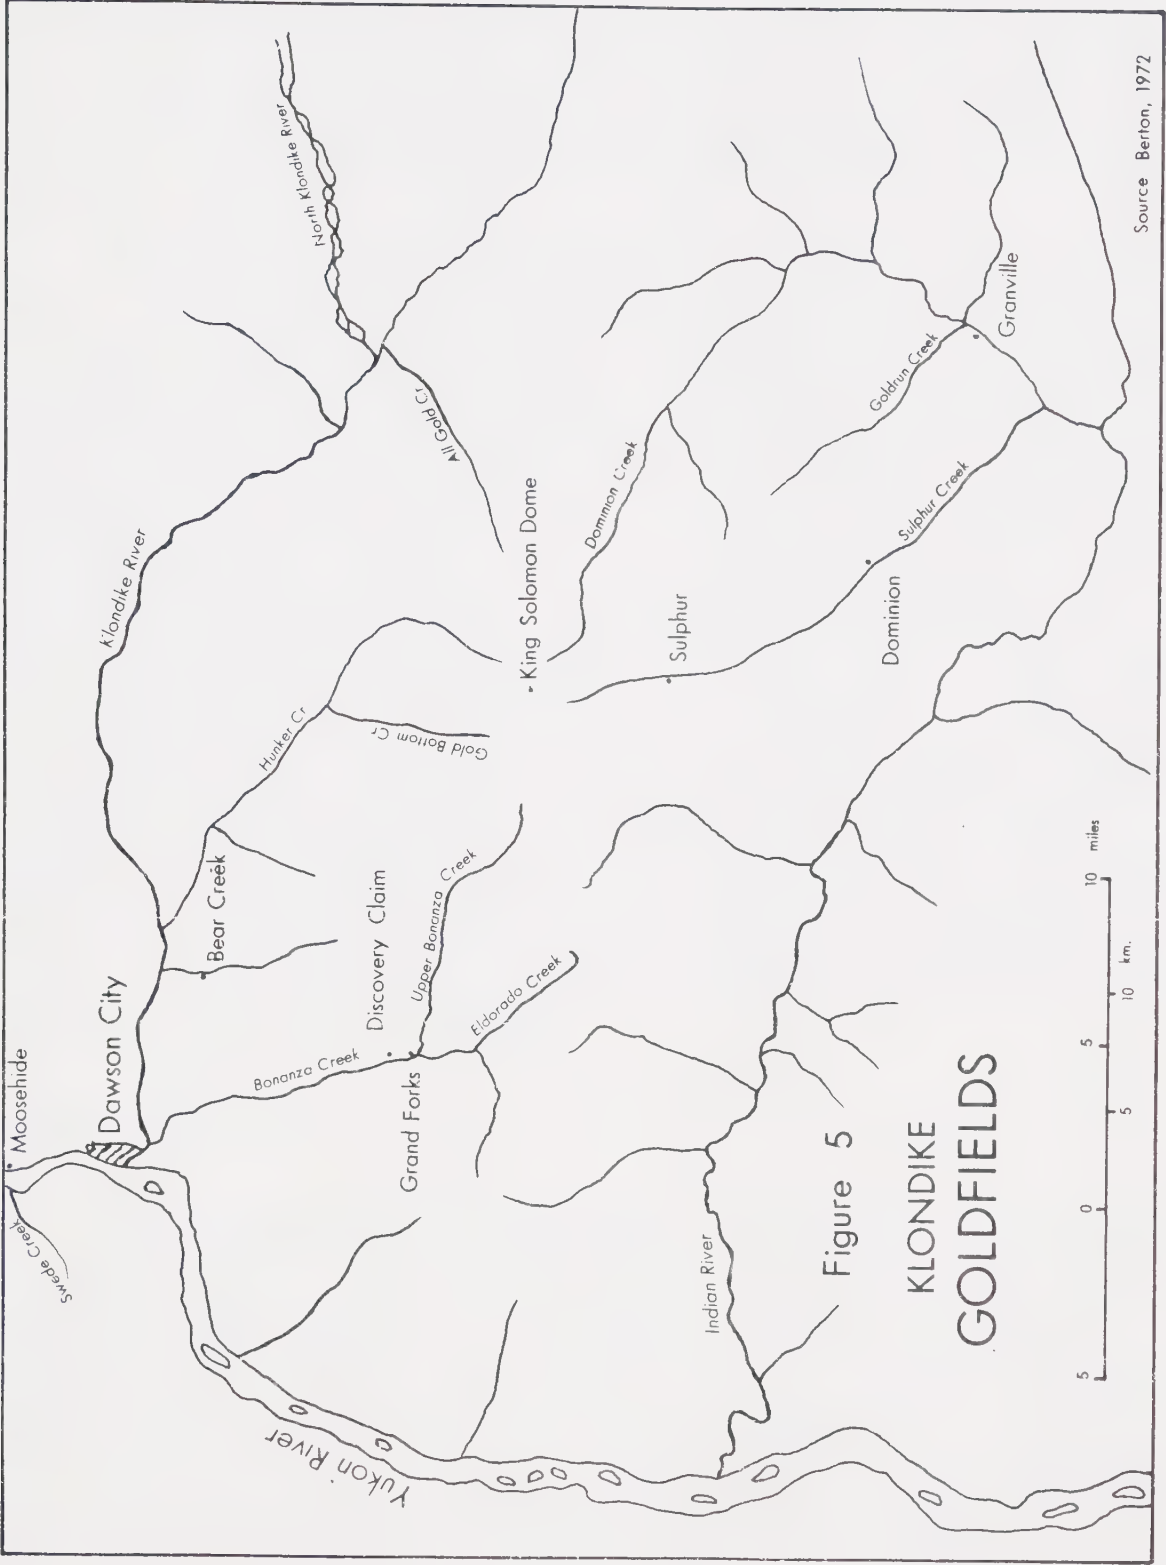 Moosehide
Swede Creek
Dawson City
Klondike River
North Klondike River
Yukon River
Bear Creek
Hunker Cr
Gold Bottom Cr
All Gold Cr
Bonanza Creek
Discovery Claim
Upper Bonanza Creek
Grand Forks
Eldorado Creek
King Solomon Dome
Dominion Creek
Sulphur
Goldrun Creek
Sulphur Creek
Granville
Dominion
Indian River
Figure 5
KLONDIKE
GOLDFIELDS
5 0 5 10 miles
5 10 km.
Source Berton, 1972